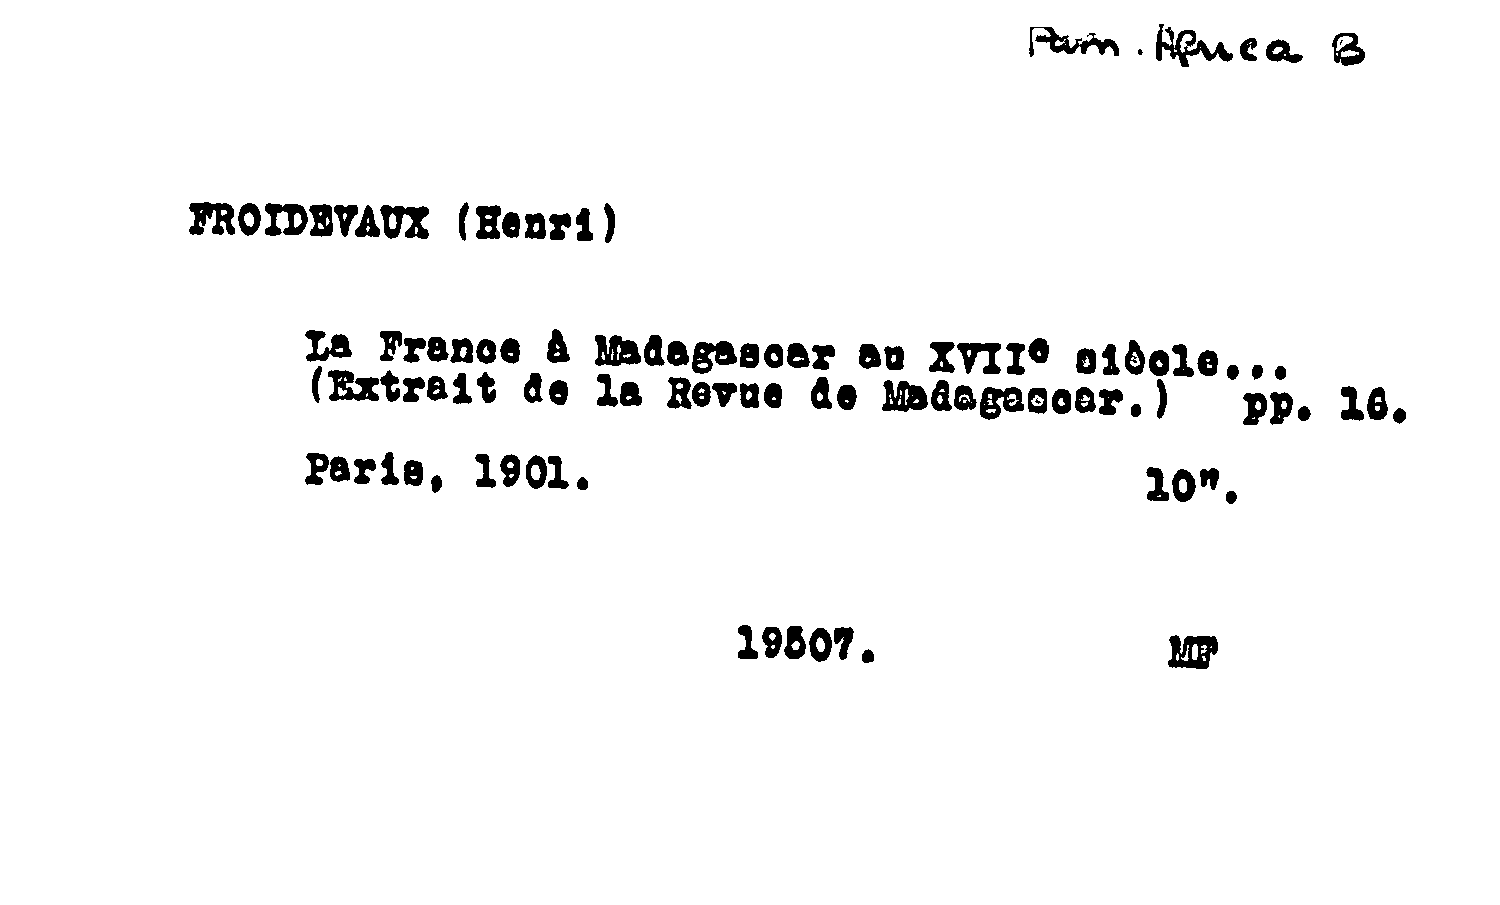 Pam. Africa B
FROIDEVAUX (Henri)
La France à Madagascar au XVIIe siècle...
(Extrait de la Revue de Madagascar.) pp. 16.
Paris, 1901. 10".
19507. MF